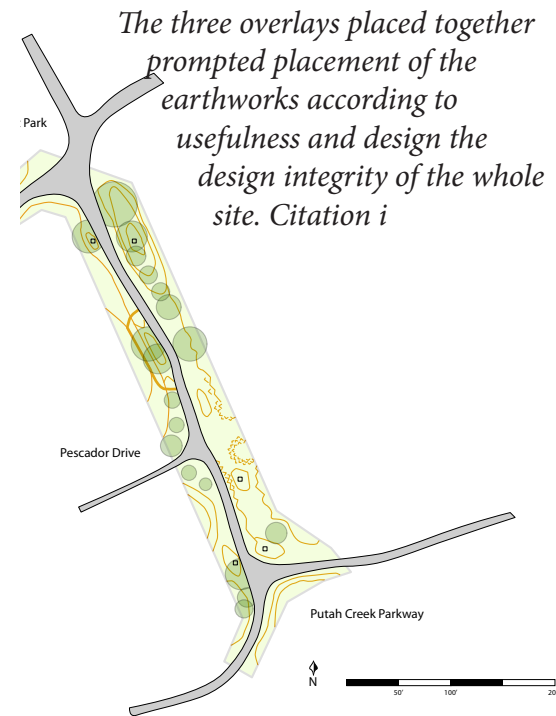 The three overlays placed together
prompted placement of the
earthworks according to
usefulness and design the
design integrity of the whole
site. Citation i
Park
Pescador Drive
Putah Creek Parkway
N
50' 100' 20